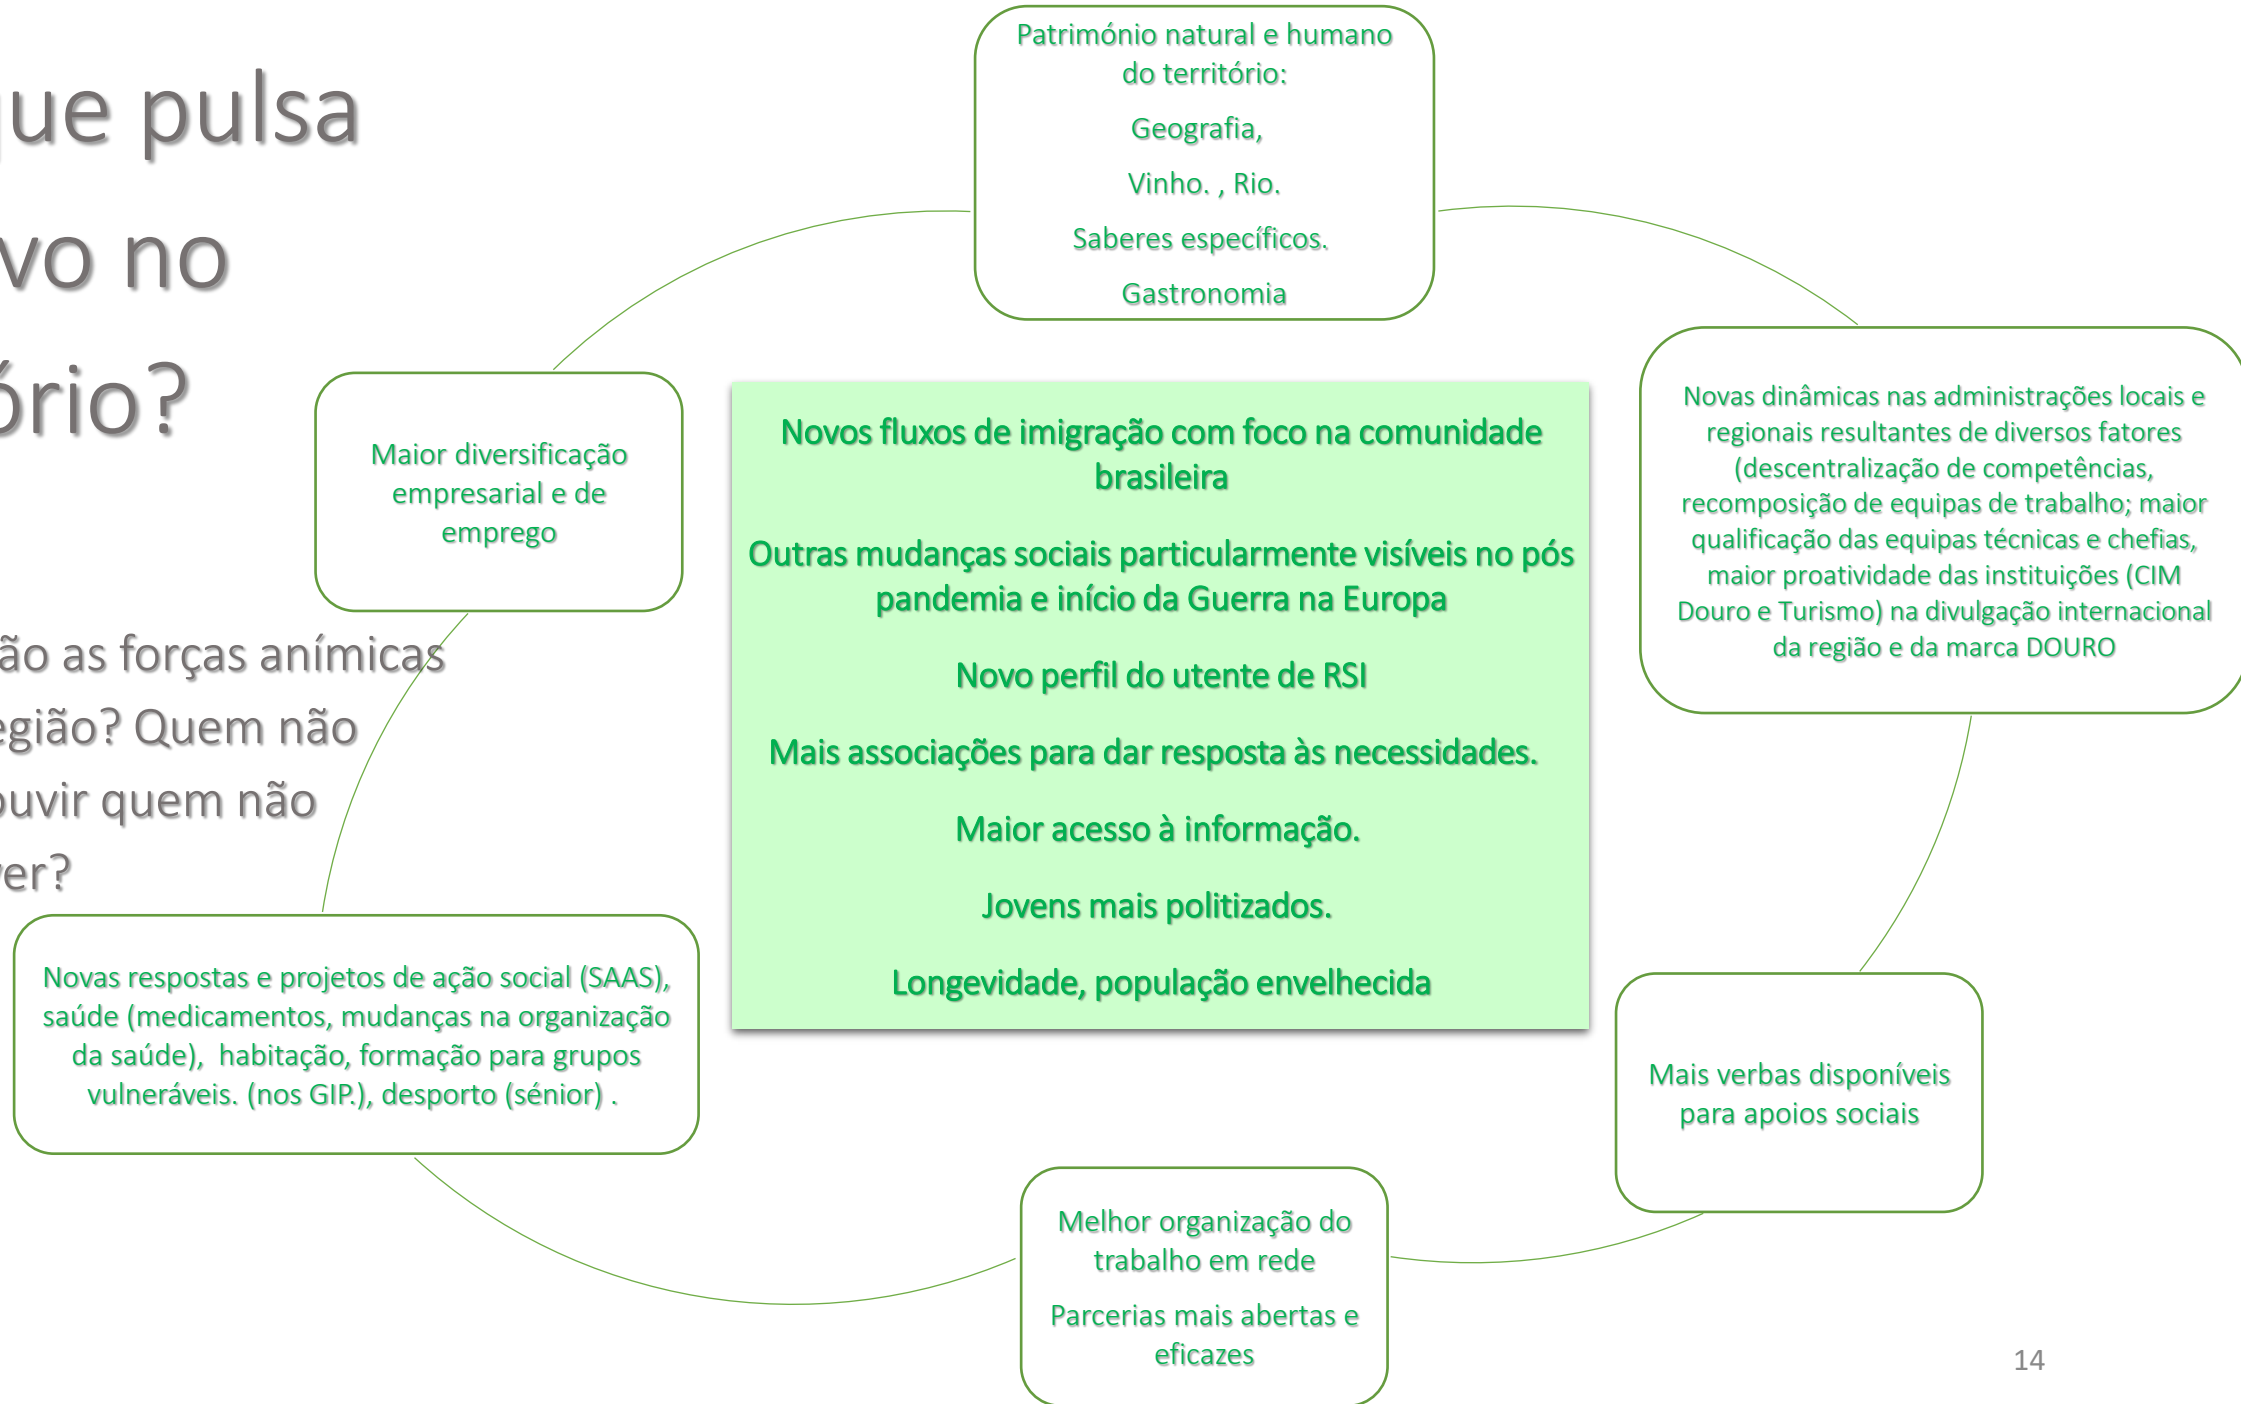 que pulsa
vo no
ório?
ão as forças anímicas
egião? Quem não
ouvir quem não
ver?
Património natural e humano
do território:
Geografia,
Vinho. , Rio.
Saberes específicos.
Gastronomia
Novas dinâmicas nas administrações locais e
regionais resultantes de diversos fatores
(descentralização de competências,
recomposição de equipas de trabalho; maior
qualificação das equipas técnicas e chefias,
maior proatividade das instituições (CIM
Douro e Turismo) na divulgação internacional
da região e da marca DOURO
Mais verbas disponíveis
para apoios sociais
Melhor organização do
trabalho em rede
Parcerias mais abertas e
eficazes
Novas respostas e projetos de ação social (SAAS),
saúde (medicamentos, mudanças na organização
da saúde),  habitação, formação para grupos
vulneráveis. (nos GIP.), desporto (sénior) .
Maior diversificação
empresarial e de
emprego
Novos fluxos de imigração com foco na comunidade
brasileira
Outras mudanças sociais particularmente visíveis no pós
pandemia e início da Guerra na Europa
Novo perfil do utente de RSI
Mais associações para dar resposta às necessidades.
Maior acesso à informação.
Jovens mais politizados.
Longevidade, população envelhecida
14